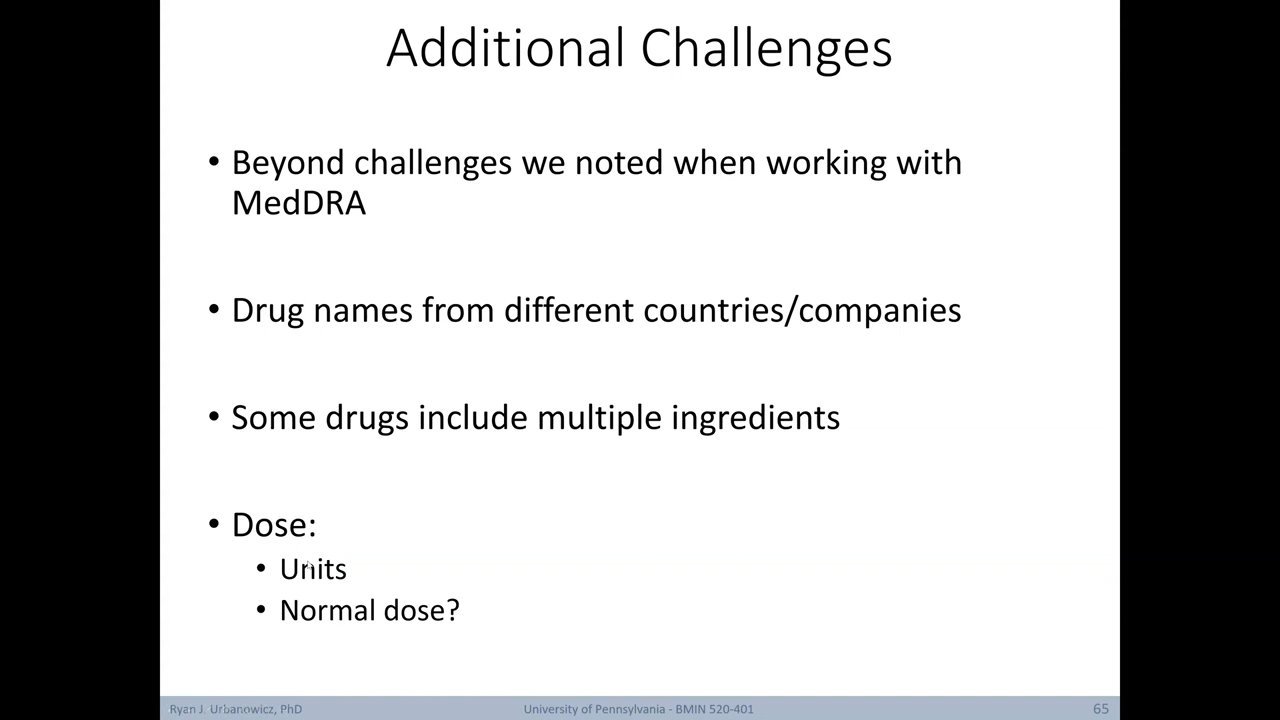 Additional Challenges
• Beyond challenges we noted when working with
MedDRA
• Drug names from different countries/companies
• Some drugs include multiple ingredients
• Dose:
• Units
• Normal dose?
Ryan J. Urbanowicz, PhD
University of Pennsylvania - BMIN 520-401
65